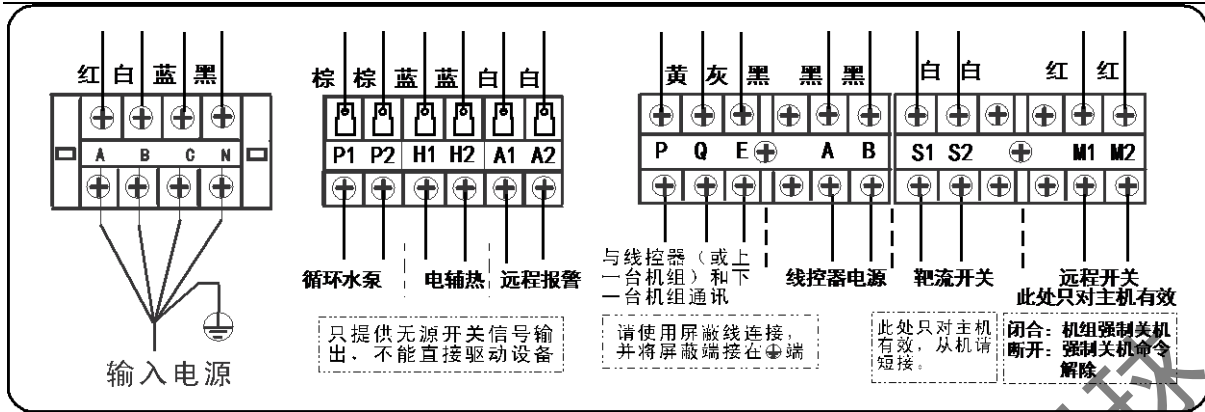 红 白 蓝 黑
A B C N
输入电源
棕 棕 蓝 蓝 白 白
P1 P2 H1 H2 A1 A2
循环水泵 电辅热 远程报警
只提供无源开关信号输
出、不能直接驱动设备
黄 灰 黑 黑 黑
P Q E A B
与线控器（或上
一台机组）和下
一台机组通讯
线控器电源
请使用屏蔽线连接，
并将屏蔽端接在⏚端
白 白 红 红
S1 S2 M1 M2
靶流开关
此处只对主机
有效，从机请
短接。
远程开关
此处只对主机有效
闭合：机组强制关机
断开：强制关机命令
解除
球